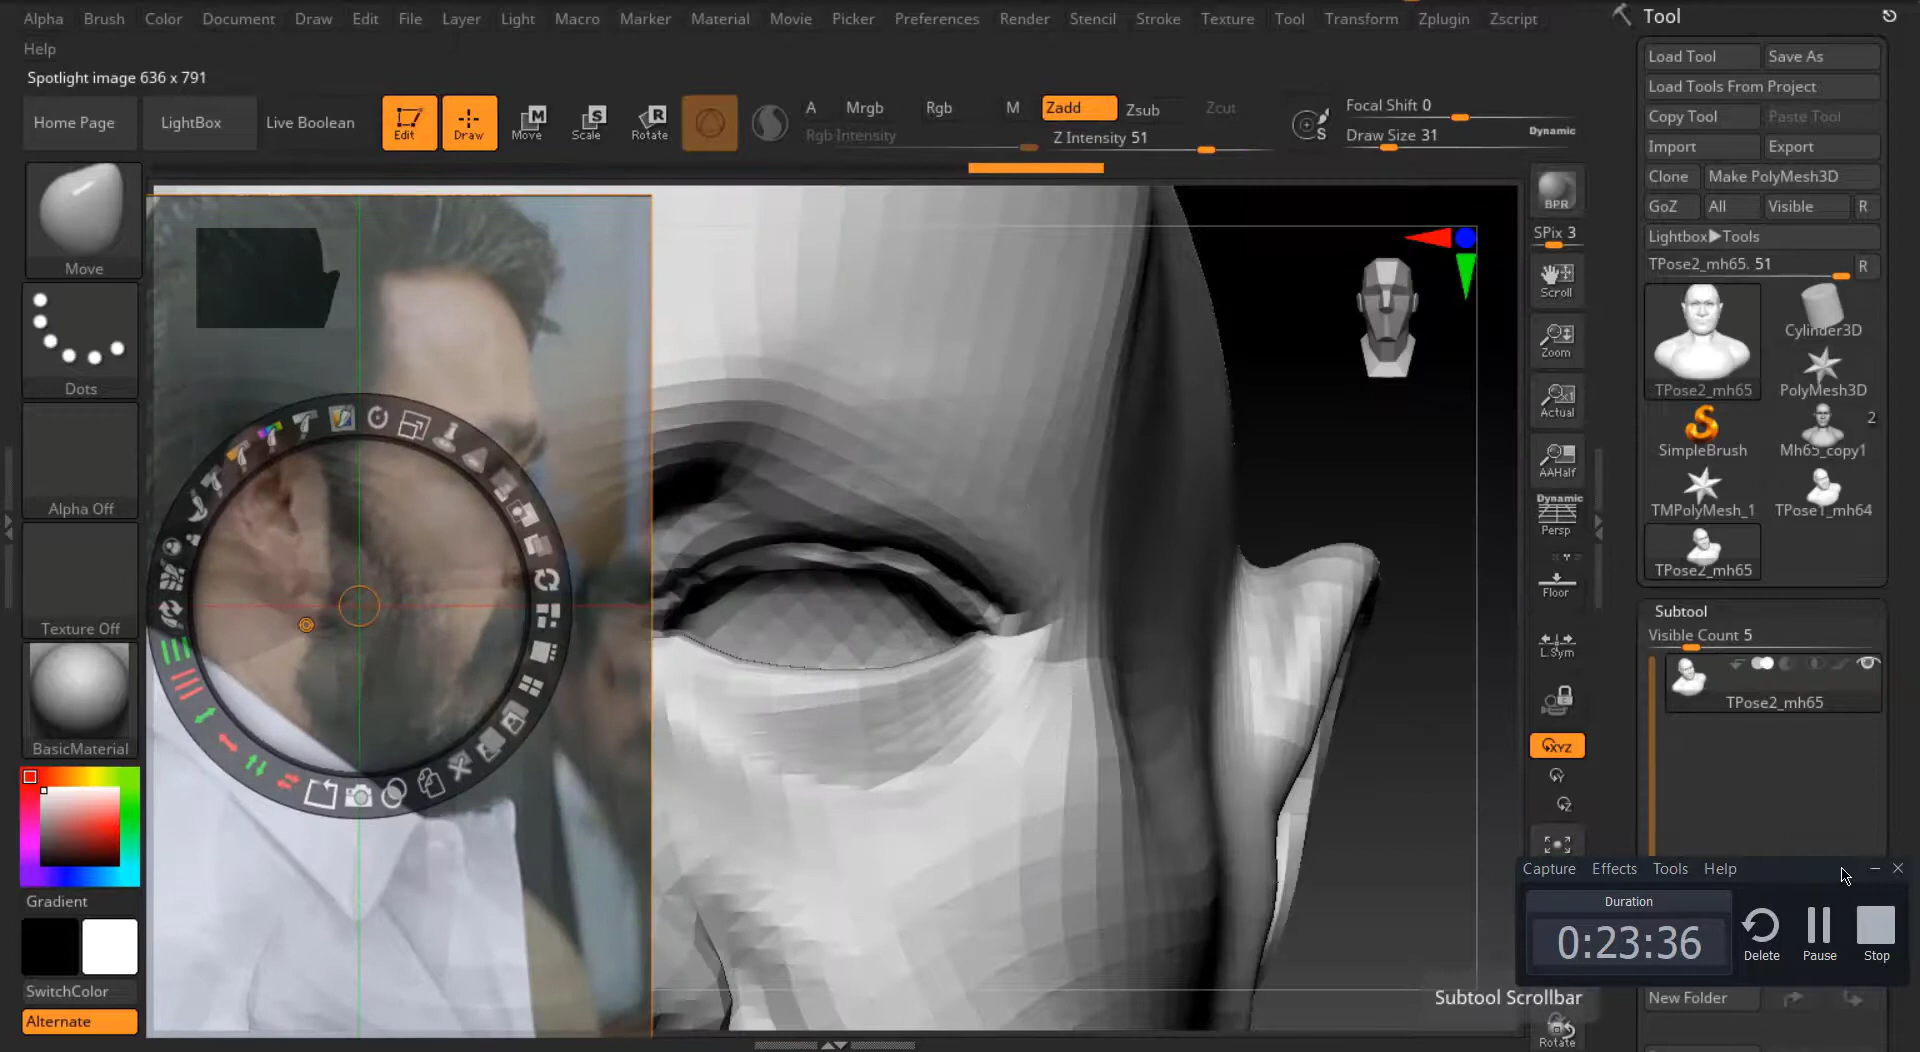 Alpha Brush Color Document Draw Edit File Layer Light Macro Marker Material Movie Picker Preferences Render Stencil Stroke Texture Tool Transform Zplugin Zscript
Help
Spotlight image 636 x 791
Home Page LightBox Live Boolean Edit Draw Move Scale Rotate
M S R
A Mrgb Rgb M Zadd Zsub Zcut
Rgb Intensity Z Intensity 51
S
Focal Shift 0
Draw Size 31 Dynamic
Move
Dots
Alpha Off
Texture Off
BasicMaterial
Gradient
SwitchColor
Alternate
BPR
SPix 3
Scroll
Zoom
Actual
AAHalf
Dynamic
Persp
Floor
L.Sym
XYZ
Y
Z
Rotate
Tool
Load Tool Save As
Load Tools From Project
Copy Tool Paste Tool
Import Export
Clone Make PolyMesh3D
GoZ All Visible R
Lightbox▶Tools
TPose2_mh65. 51 R
TPose2_mh65 Cylinder3D
PolyMesh3D
2
SimpleBrush Mh65_copy1
TMPolyMesh_1 TPose1_mh64
TPose2_mh65
Subtool
Visible Count 5
TPose2_mh65
Capture Effects Tools Help
Duration
0:23:36
Delete Pause Stop
Subtool Scrollbar
New Folder